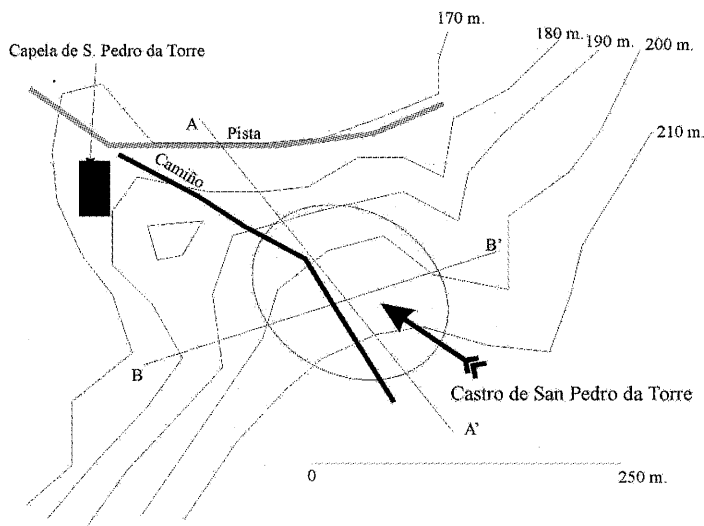 170 m.
180 m.
190 m.
200 m.
210 m.
Capela de S. Pedro da Torre
A
Pista
Camiño
B'
B
Castro de San Pedro da Torre
A'
0
250 m.